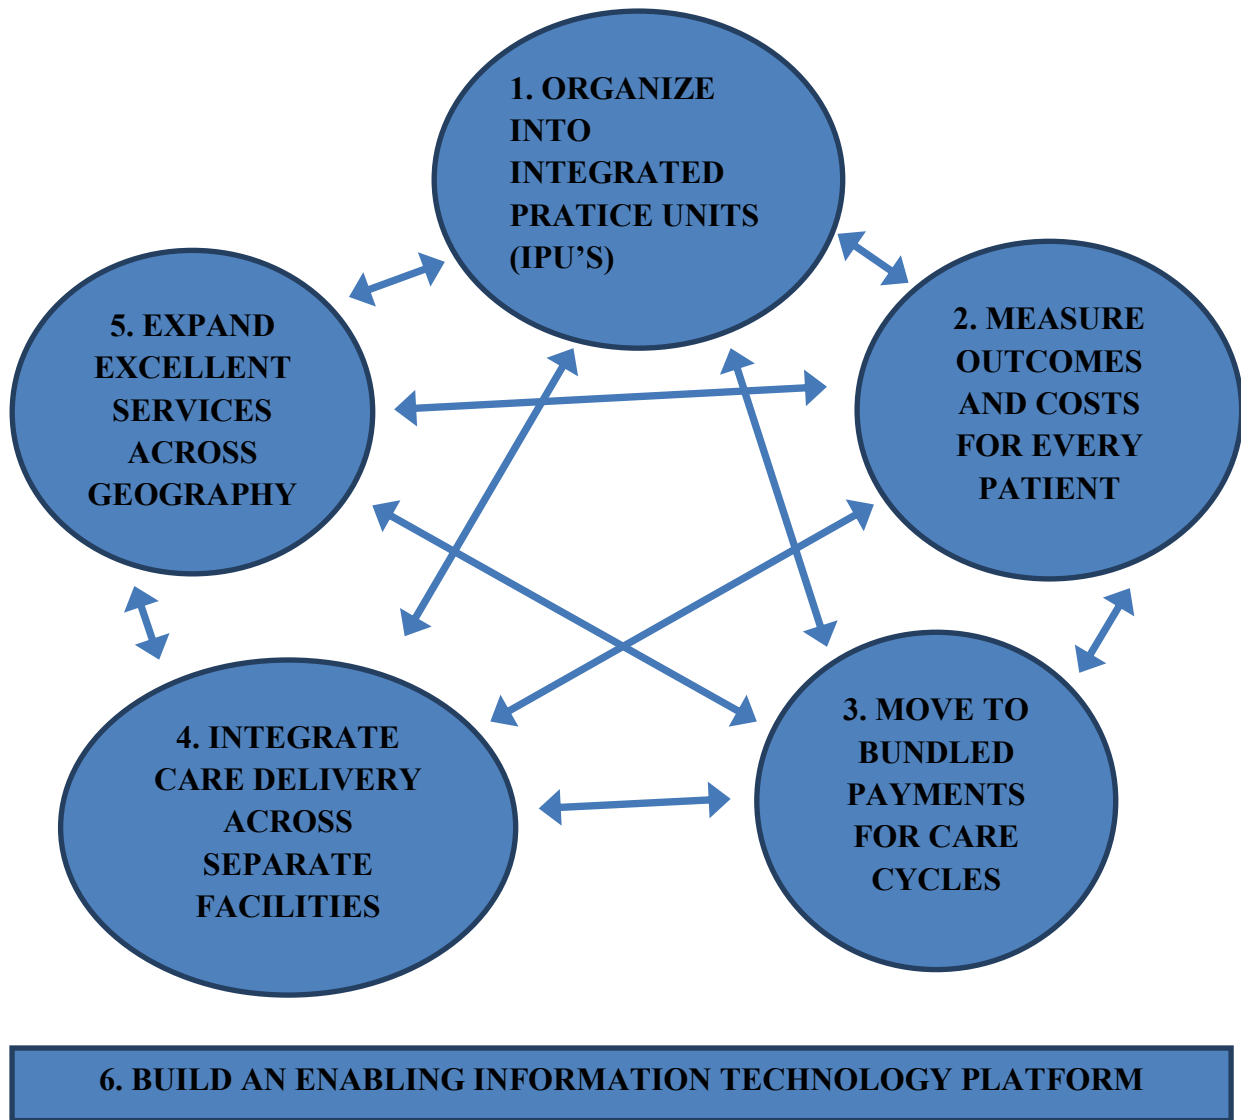 1. ORGANIZE
INTO
INTEGRATED
PRATICE UNITS
(IPU’S)
2. MEASURE
OUTCOMES
AND COSTS
FOR EVERY
PATIENT
3. MOVE TO
BUNDLED
PAYMENTS
FOR CARE
CYCLES
4. INTEGRATE
CARE DELIVERY
ACROSS
SEPARATE
FACILITIES
5. EXPAND
EXCELLENT
SERVICES
ACROSS
GEOGRAPHY
6. BUILD AN ENABLING INFORMATION TECHNOLOGY PLATFORM